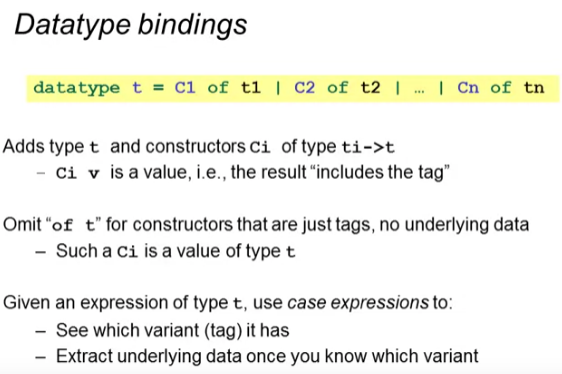 Datatype bindings
datatype t = C1 of t1 | C2 of t2 | … | Cn of tn
Adds type t and constructors Ci of type ti->t
– Ci v is a value, i.e., the result “includes the tag”
Omit “of t” for constructors that are just tags, no underlying data
– Such a Ci is a value of type t
Given an expression of type t, use case expressions to:
– See which variant (tag) it has
– Extract underlying data once you know which variant